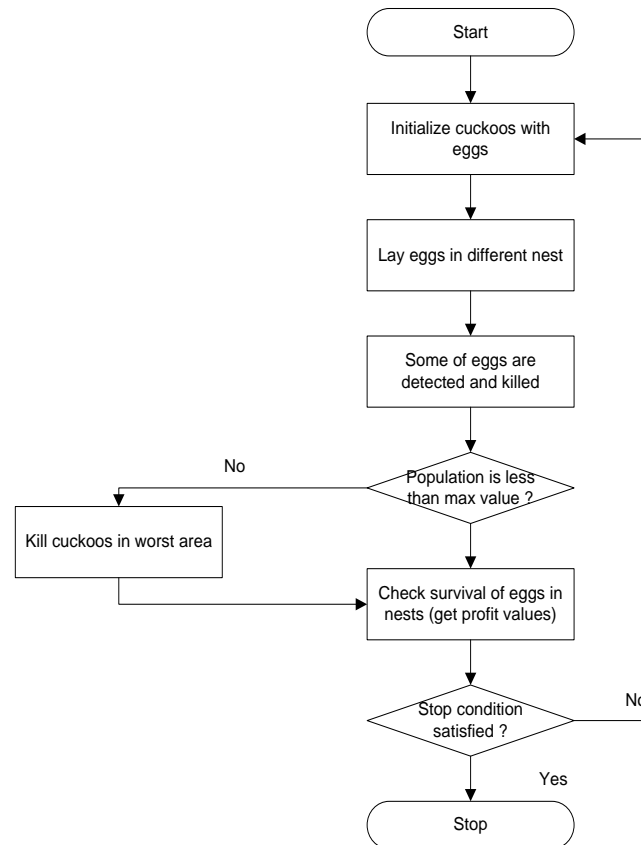 Start
Initialize cuckoos with
eggs
Lay eggs in different nest
Some of eggs are
detected and killed
No
Population is less
than max value ?
Kill cuckoos in worst area
Check survival of eggs in
nests (get profit values)
Stop condition
satisfied ?
No
Yes
Stop